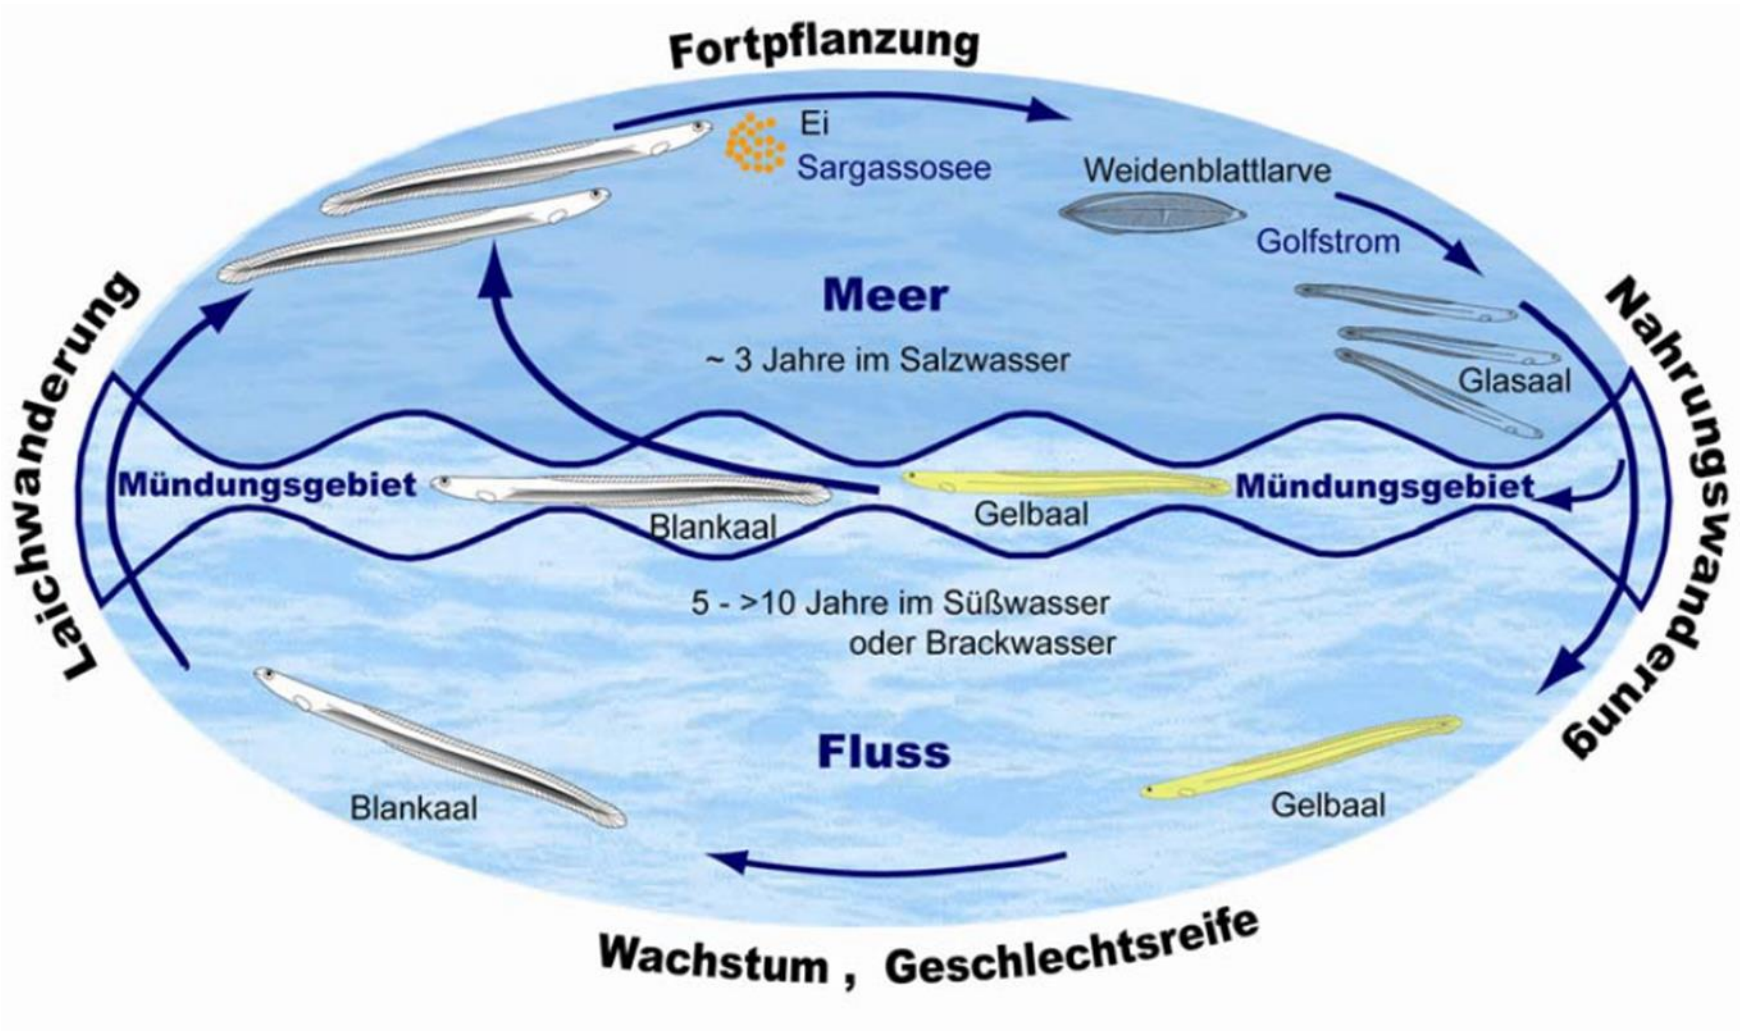 Fortpflanzung
Ei
Sargassosee
Weidenblattlarve
Golfstrom
Meer
~ 3 Jahre im Salzwasser
Glasaal
Laichwanderung
Nahrungswanderung
Mündungsgebiet
Blankaal
Gelbaal
Mündungsgebiet
5 - >10 Jahre im Süßwasser
oder Brackwasser
Fluss
Blankaal
Gelbaal
Wachstum , Geschlechtsreife